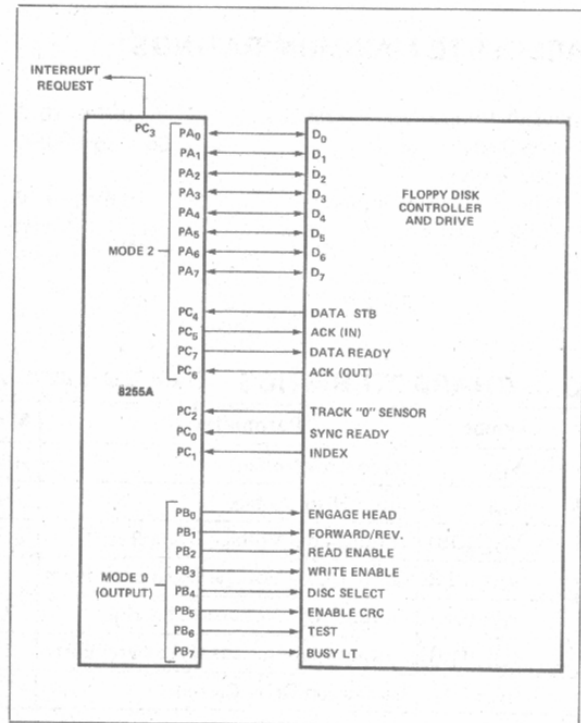 INTERRUPT
REQUEST
PC3
PA0 D0
PA1 D1
PA2 D2
PA3 D3
PA4 D4
PA5 D5
PA6 D6
PA7 D7
FLOPPY DISK
CONTROLLER
AND DRIVE
MODE 2
PC4 DATA STB
PC5 ACK (IN)
PC7 DATA READY
PC6 ACK (OUT)
8255A
PC2 TRACK "0" SENSOR
PC0 SYNC READY
PC1 INDEX
PB0 ENGAGE HEAD
PB1 FORWARD/REV.
PB2 READ ENABLE
PB3 WRITE ENABLE
PB4 DISC SELECT
PB5 ENABLE CRC
PB6 TEST
PB7 BUSY LT
MODE 0
(OUTPUT)